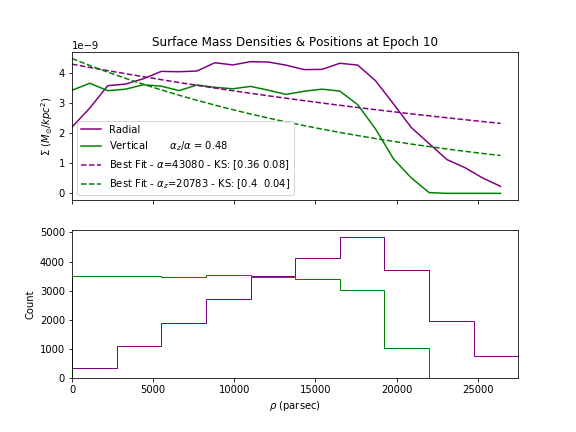 Surface Mass Densities & Positions at Epoch 10
1e−9
4
3
2
1
0
Σ (M⊙/kpc²)
Radial
Vertical αz/α = 0.48
Best Fit - α=43080 - KS: [0.36 0.08]
Best Fit - αz=20783 - KS: [0.4 0.04]
5000
4000
3000
2000
1000
0
Count
0 5000 10000 15000 20000 25000
ρ (parsec)